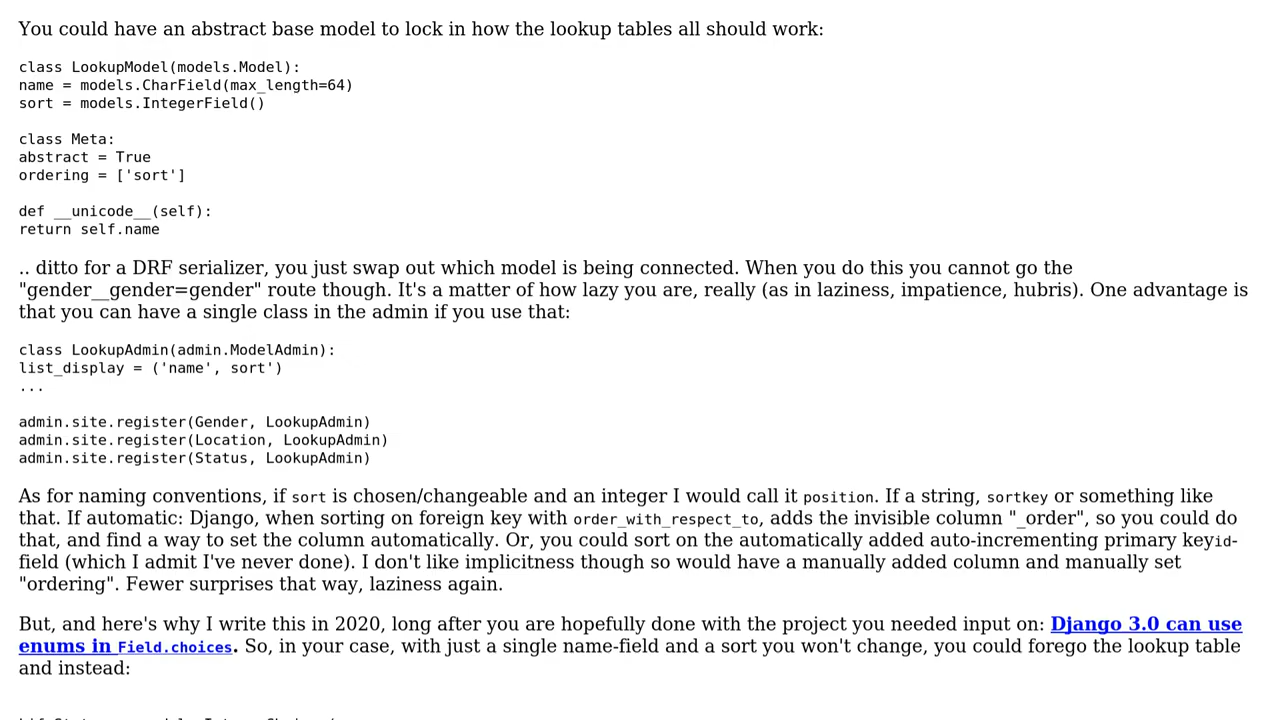 You could have an abstract base model to lock in how the lookup tables all should work:
class LookupModel(models.Model):
name = models.CharField(max_length=64)
sort = models.IntegerField()
class Meta:
abstract = True
ordering = ['sort']
def __unicode__(self):
return self.name
.. ditto for a DRF serializer, you just swap out which model is being connected. When you do this you cannot go the
"gender__gender=gender" route though. It's a matter of how lazy you are, really (as in laziness, impatience, hubris). One advantage is
that you can have a single class in the admin if you use that:
class LookupAdmin(admin.ModelAdmin):
list_display = ('name', sort')
...
admin.site.register(Gender, LookupAdmin)
admin.site.register(Location, LookupAdmin)
admin.site.register(Status, LookupAdmin)
As for naming conventions, if sort is chosen/changeable and an integer I would call it position. If a string, sortkey or something like
that. If automatic: Django, when sorting on foreign key with order_with_respect_to, adds the invisible column "_order", so you could do
that, and find a way to set the column automatically. Or, you could sort on the automatically added auto-incrementing primary keyid-
field (which I admit I've never done). I don't like implicitness though so would have a manually added column and manually set
"ordering". Fewer surprises that way, laziness again.
But, and here's why I write this in 2020, long after you are hopefully done with the project you needed input on: Django 3.0 can use
enums in Field.choices. So, in your case, with just a single name-field and a sort you won't change, you could forego the lookup table
and instead: